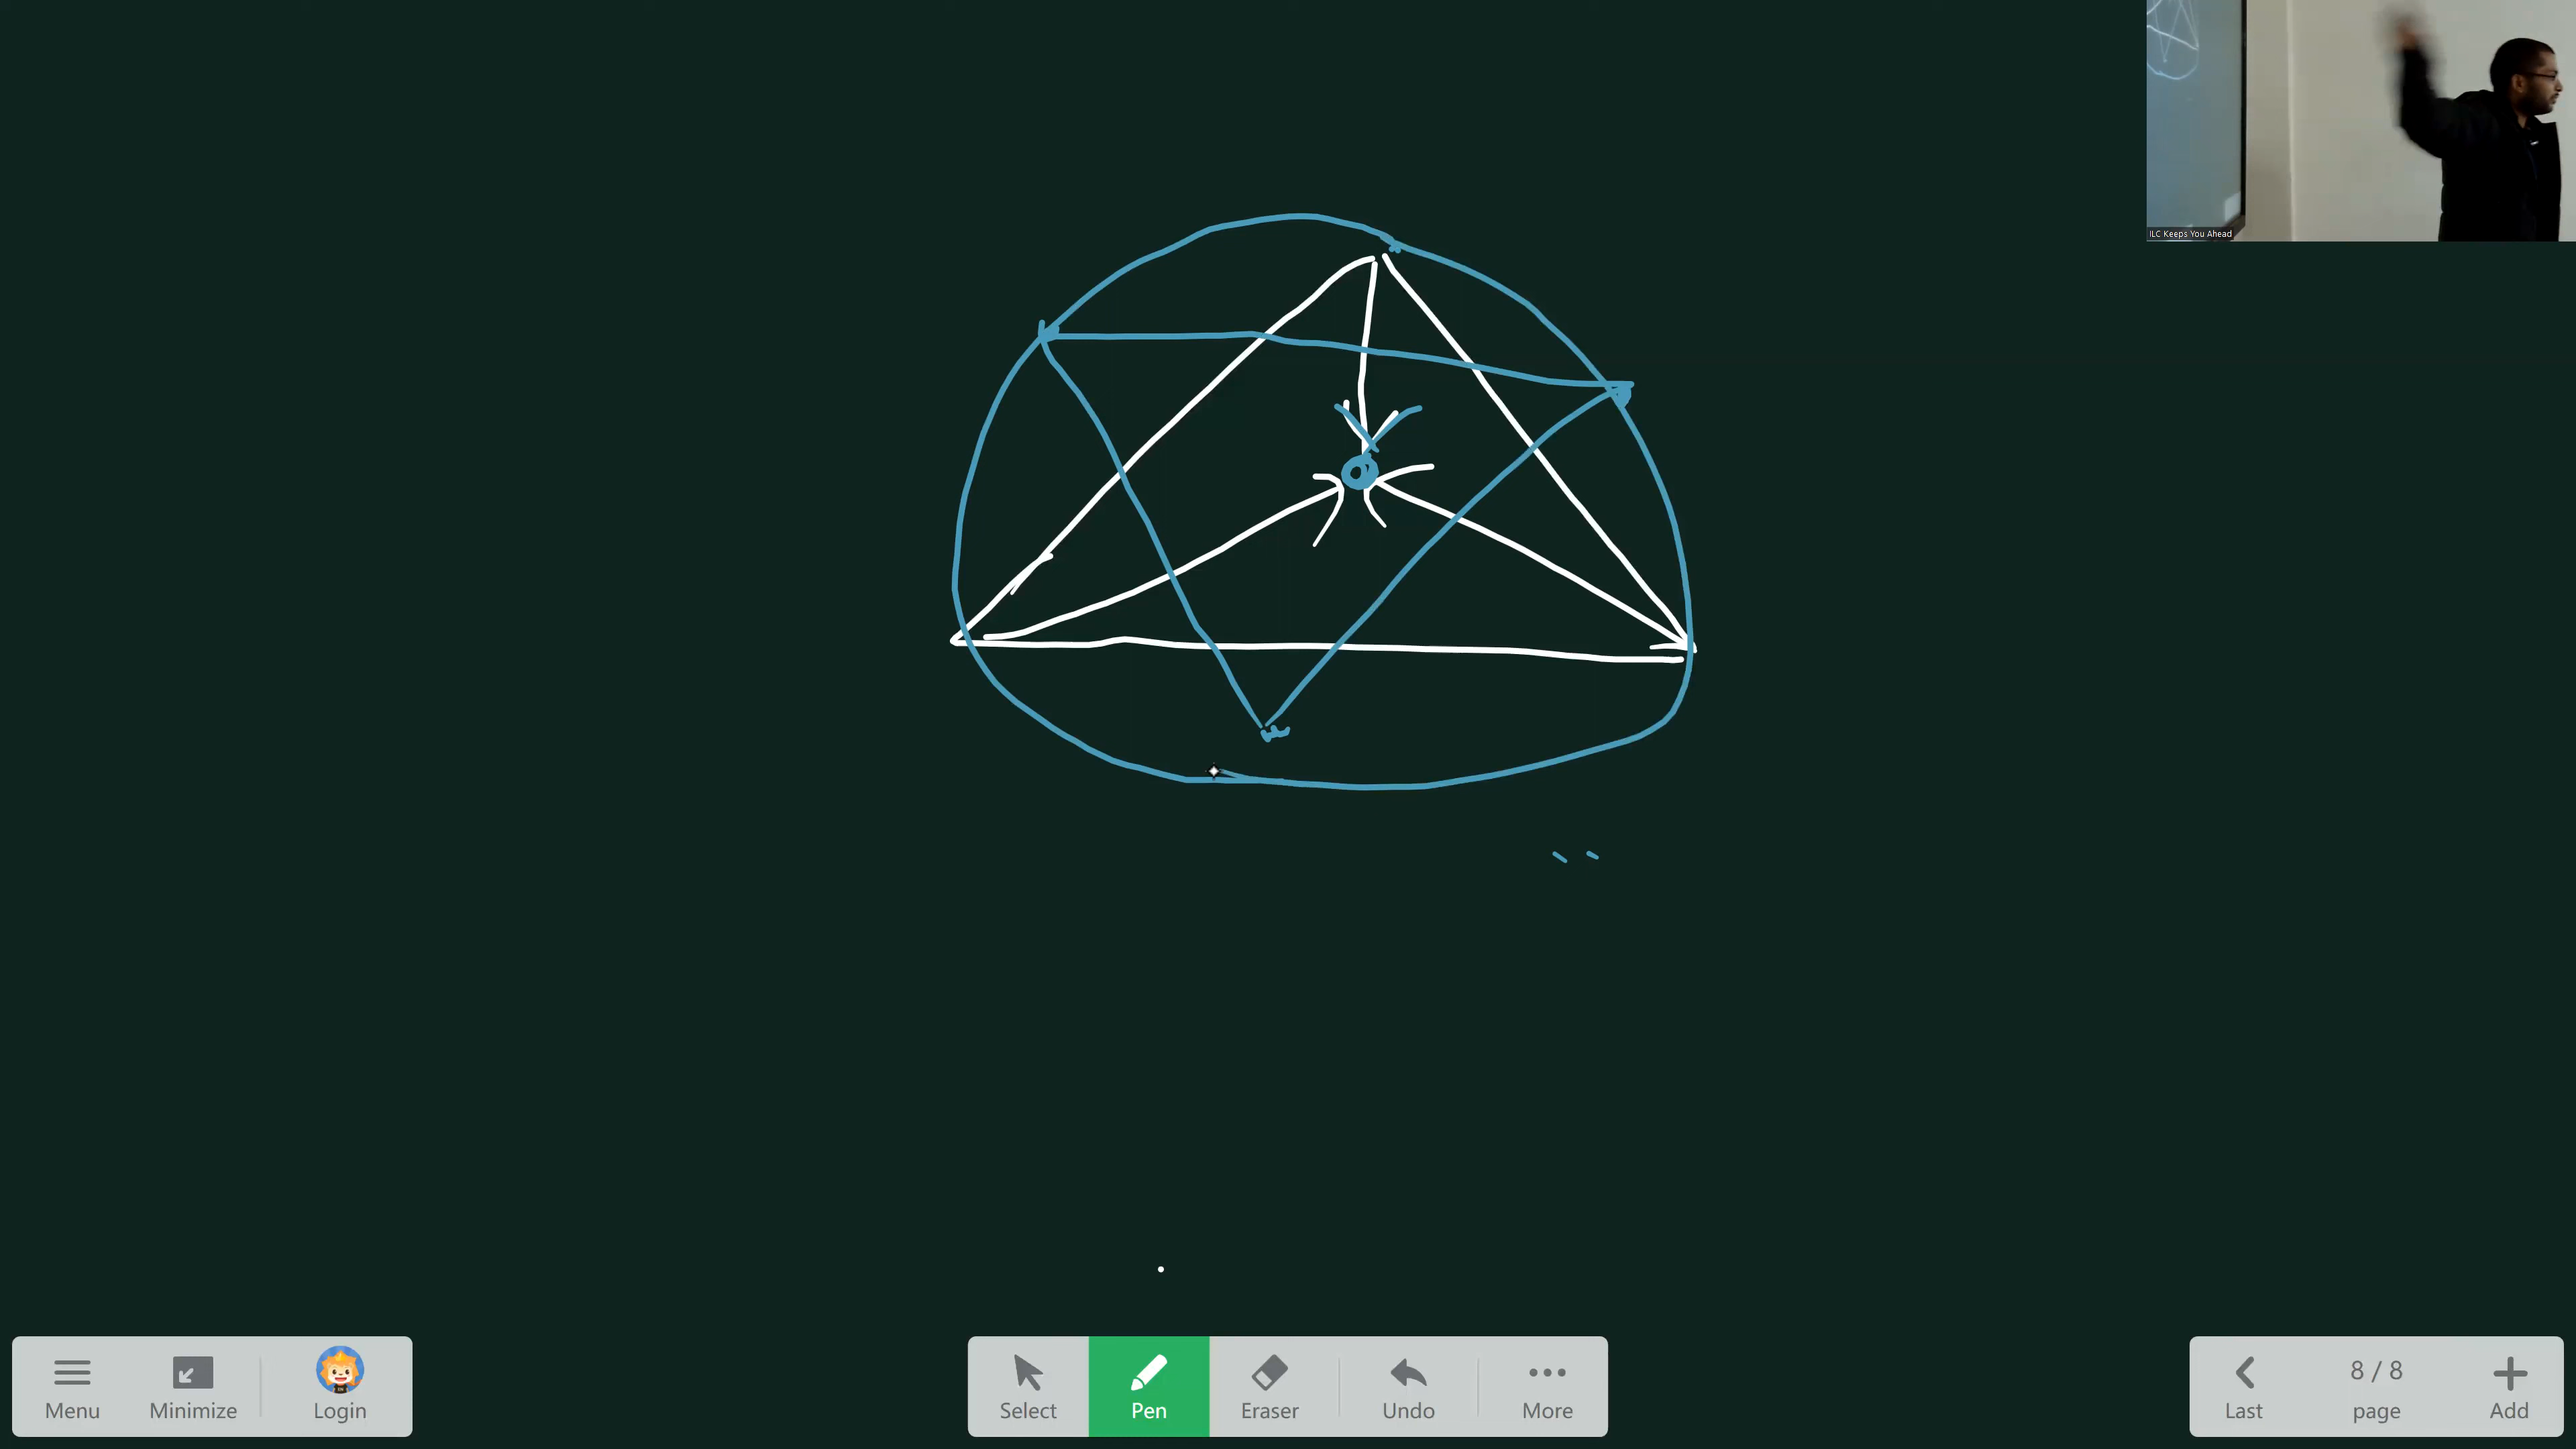 ILC Keeps You Ahead
Menu
Minimize
Login
Select
Pen
Eraser
Undo
More
Last
8 / 8
page
Add